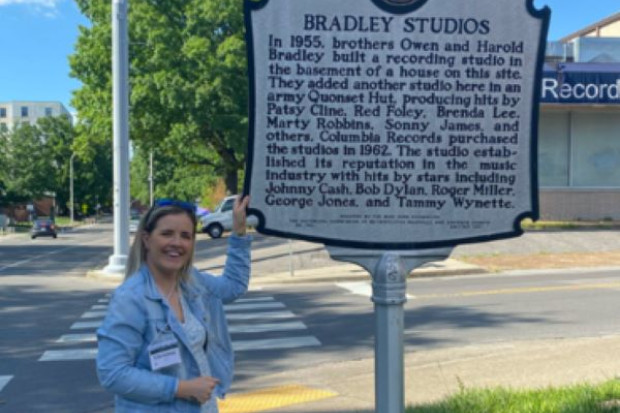 BRADLEY STUDIOS
In 1955, brothers Owen and Harold
Bradley built a recording studio in
the basement of a house on this site.
They added another studio here in an
army Quonset Hut, producing hits by
Patsy Cline, Red Foley, Brenda Lee,
Marty Robbins, Sonny James, and
others. Columbia Records purchased
the studios in 1962. The studio estab-
lished its reputation in the music
industry with hits by stars including
Johnny Cash, Bob Dylan, Roger Miller,
George Jones, and Tammy Wynette.
Record